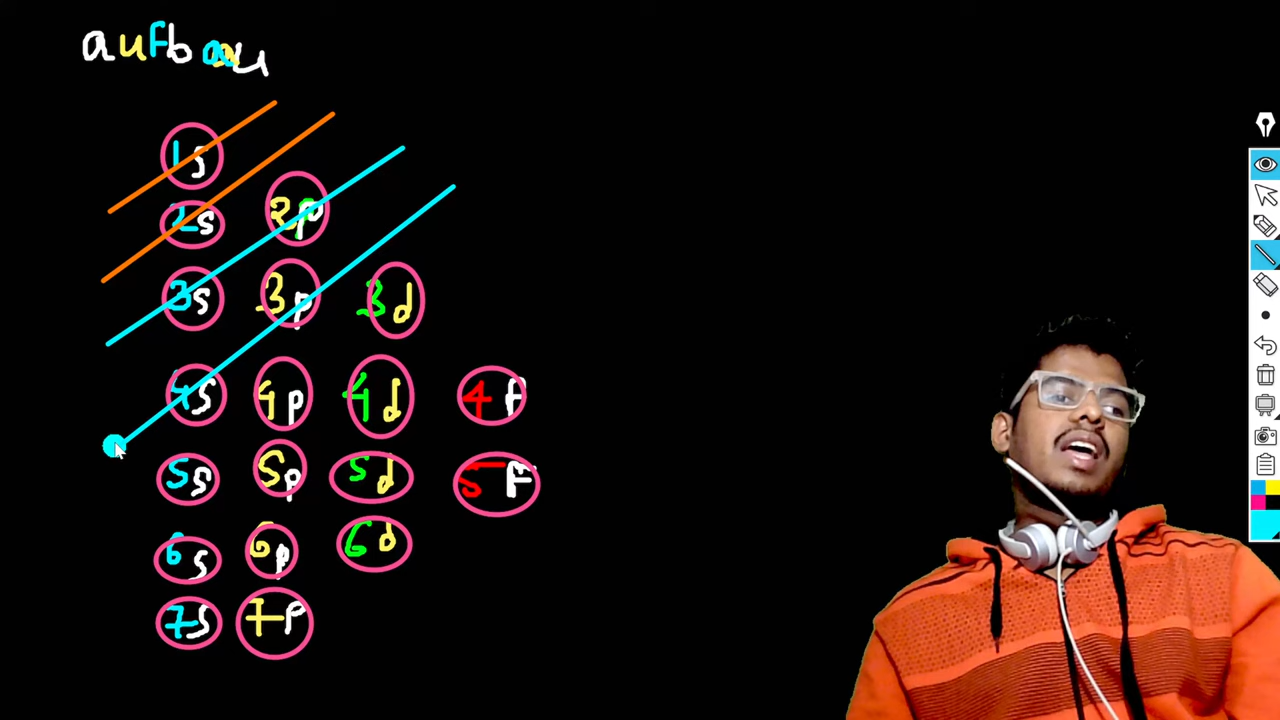 aufbau
1s
2s 2p
3s 3p 3d
4s 4p 4d 4f
5s 5p 5d 5f
6s 6p 6d
7s 7p